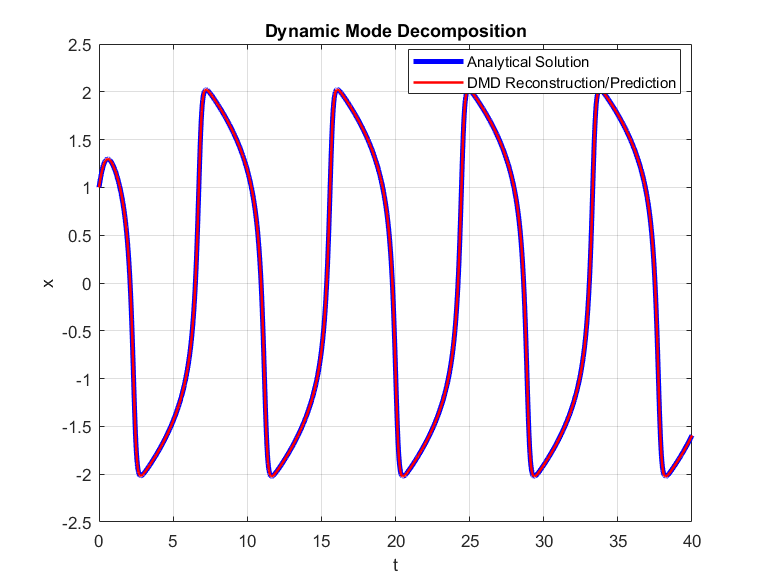 Dynamic Mode Decomposition
Analytical Solution
DMD Reconstruction/Prediction
2.5
2
1.5
1
0.5
0
-0.5
-1
-1.5
-2
-2.5
x
0 5 10 15 20 25 30 35 40
t